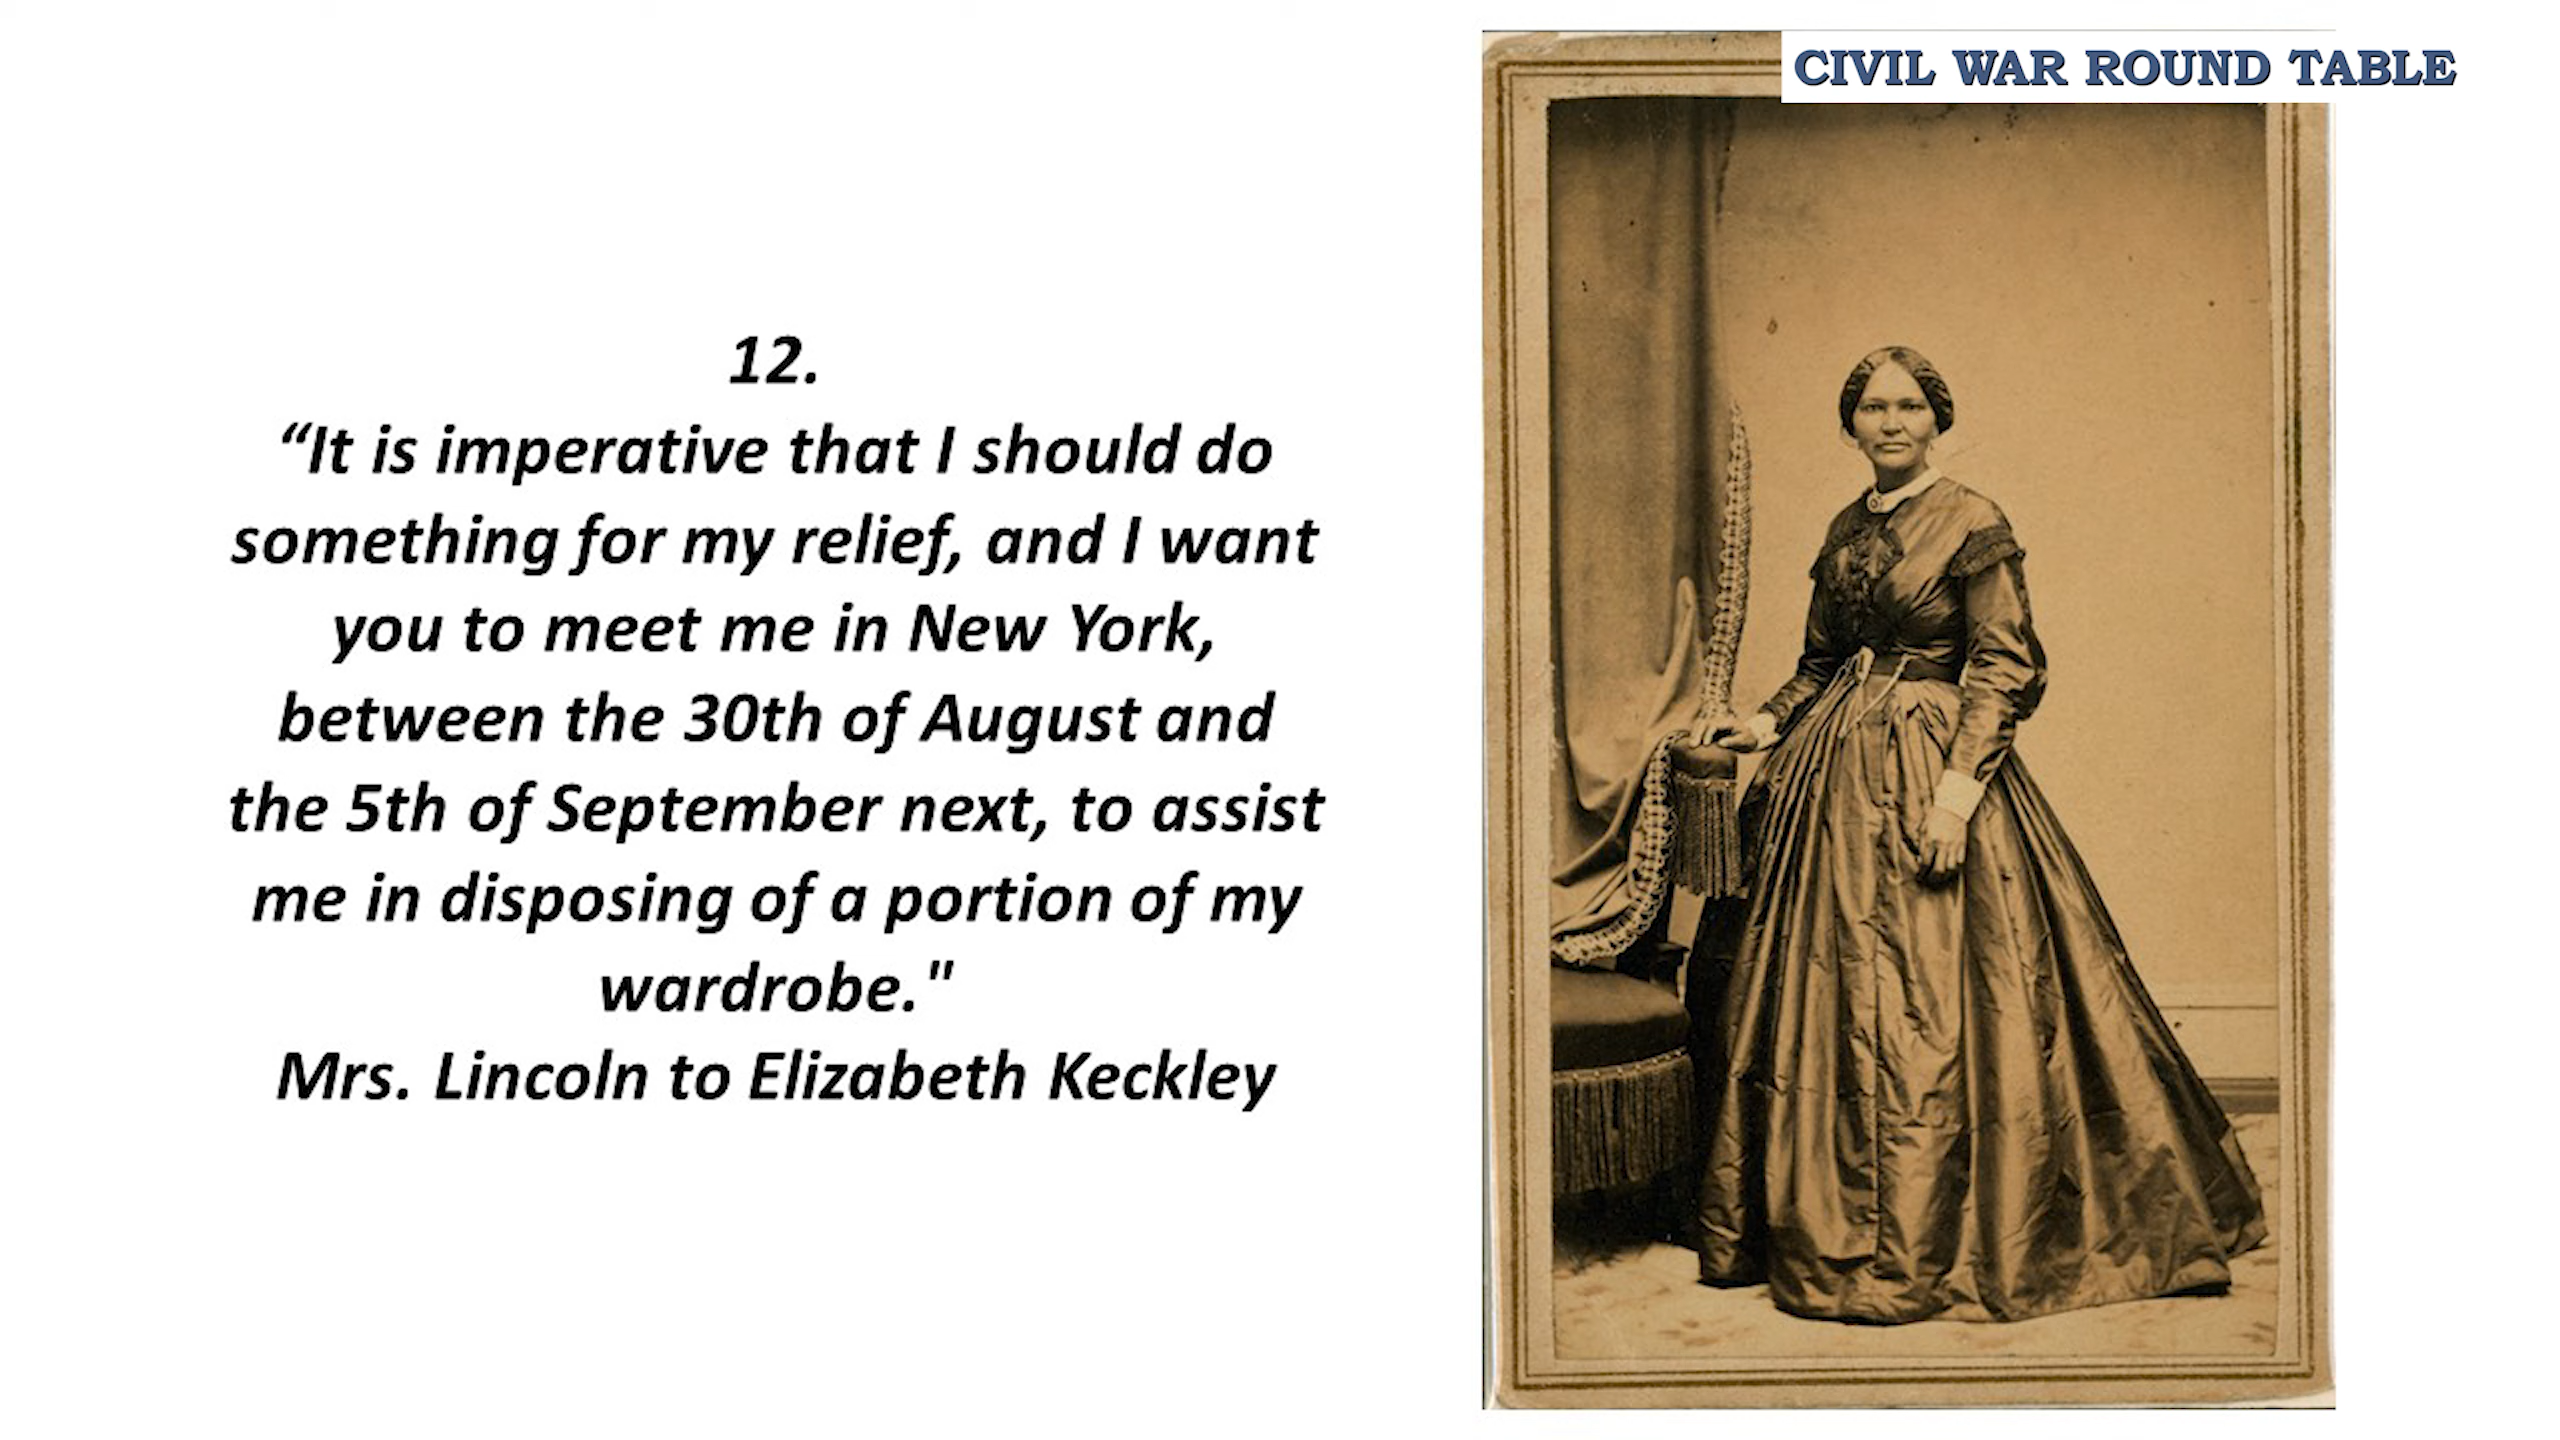 CIVIL WAR ROUND TABLE
12.
“It is imperative that I should do
something for my relief, and I want
you to meet me in New York,
between the 30th of August and
the 5th of September next, to assist
me in disposing of a portion of my
wardrobe."
Mrs. Lincoln to Elizabeth Keckley